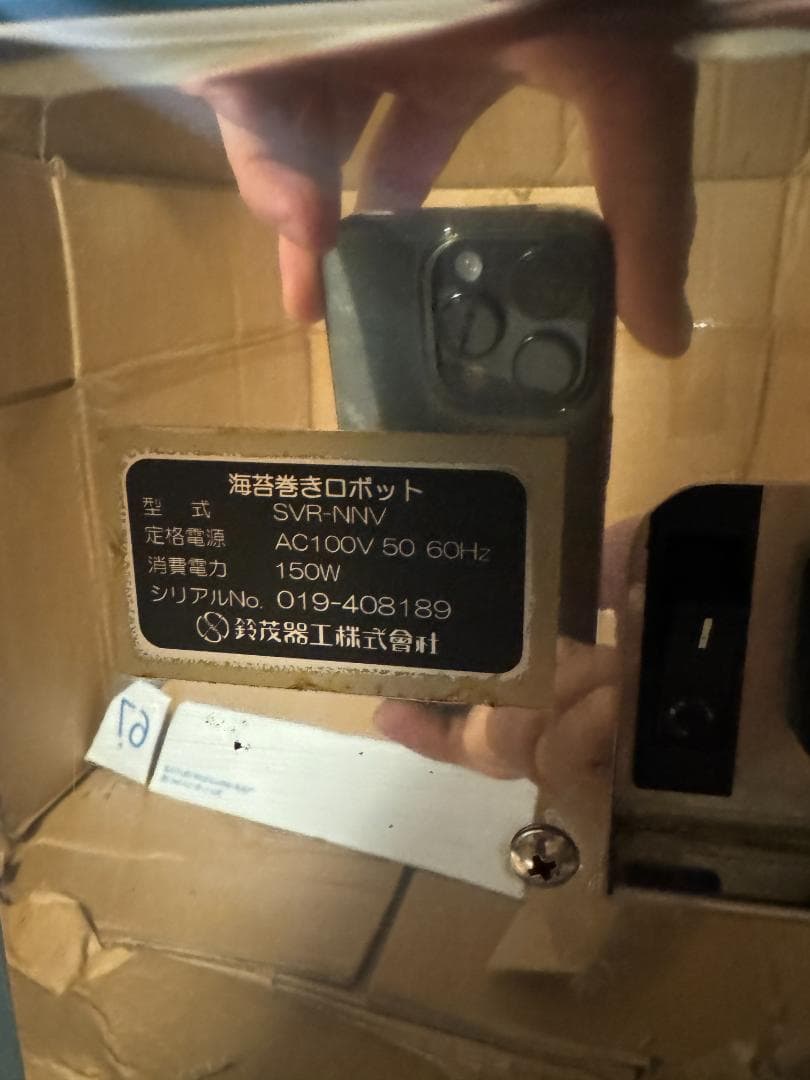 海苔巻きロボット
型 式 SVR-NNV
定格電源 AC100V 50 60Hz
消費電力 150W
シリアルNo. 019-408189
鈴茂器工株式會社
67